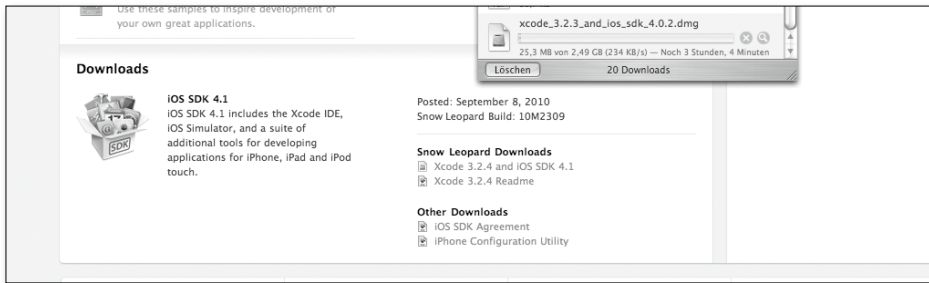 Use these samples to inspire development of
your own great applications.
xcode_3.2.3_and_ios_sdk_4.0.2.dmg
25,3 MB von 2,49 GB (234 KB/s) — Noch 3 Stunden, 4 Minuten
Löschen
20 Downloads
Downloads
SDK
iOS SDK 4.1
iOS SDK 4.1 includes the Xcode IDE,
iOS Simulator, and a suite of
additional tools for developing
applications for iPhone, iPad and iPod
touch.
Posted: September 8, 2010
Snow Leopard Build: 10M2309
Snow Leopard Downloads
Xcode 3.2.4 and iOS SDK 4.1
Xcode 3.2.4 Readme
Other Downloads
iOS SDK Agreement
iPhone Configuration Utility